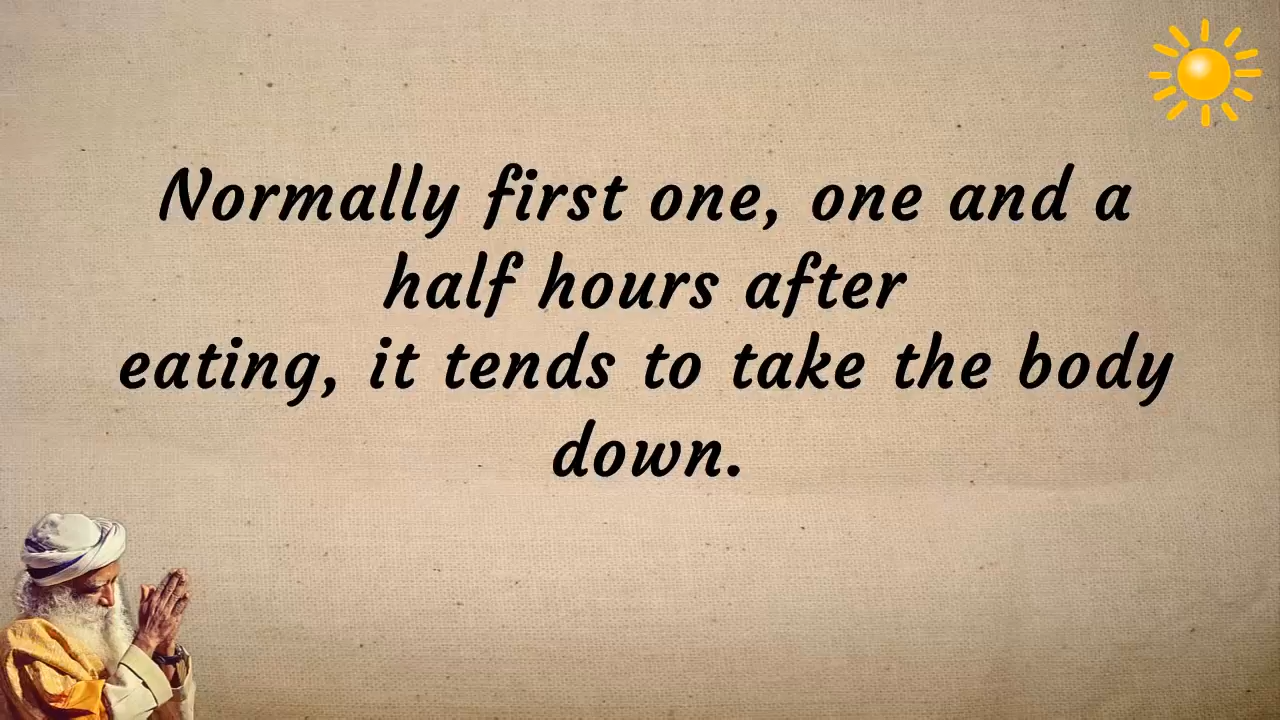 Normally first one, one and a
half hours after
eating, it tends to take the body
down.